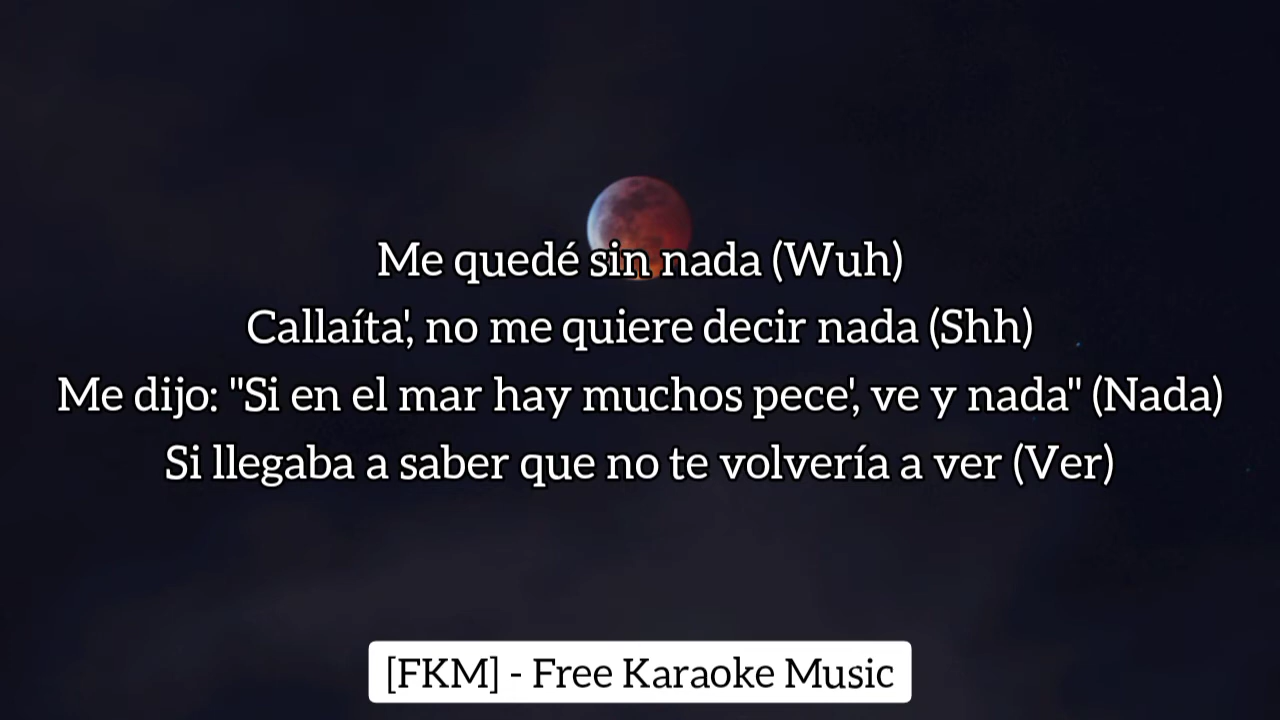 Me quedé sin nada (Wuh)
Callaíta', no me quiere decir nada (Shh)
Me dijo: "Si en el mar hay muchos pece', ve y nada" (Nada)
Si llegaba a saber que no te volvería a ver (Ver)
[FKM] - Free Karaoke Music